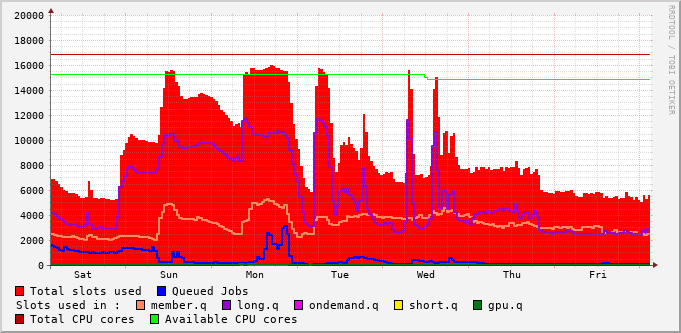 RRDTOOL / TOBI OETIKER
20000
18000
16000
14000
12000
10000
8000
6000
4000
2000
0
Sat Sun Mon Tue Wed Thu Fri
Total slots used Queued Jobs
Slots used in : member.q long.q ondemand.q short.q gpu.q
Total CPU cores
Available CPU cores